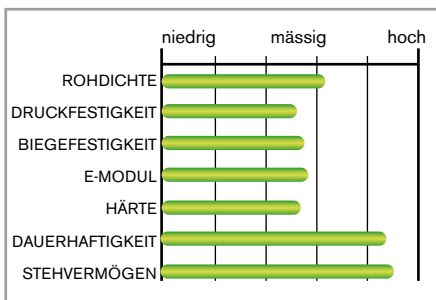 niedrig mässig hoch
ROHDICHTE
DRUCKFESTIGKEIT
BIEGEFESTIGKEIT
E-MODUL
HÄRTE
DAUERHAFTIGKEIT
STEHVERMÖGEN